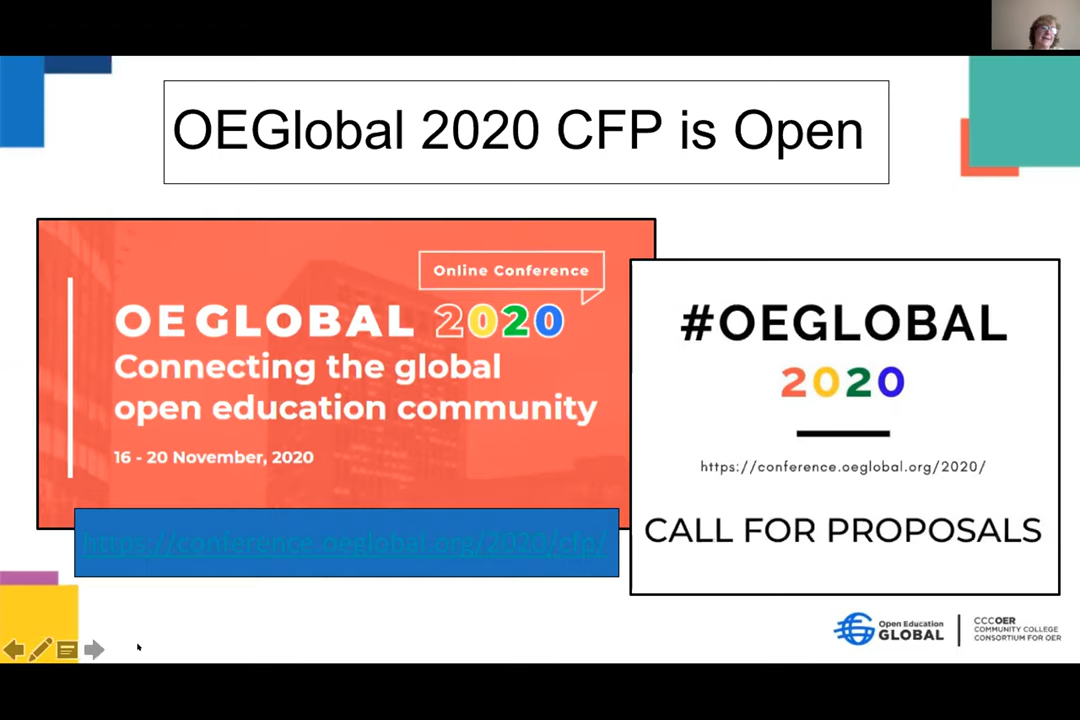 OEGlobal 2020 CFP is Open
Online Conference
OEGLOBAL 2020
Connecting the global
open education community
16 - 20 November, 2020
https://conference.oeglobal.org/2020/cfp/
#OEGLOBAL
2020
https://conference.oeglobal.org/2020/
CALL FOR PROPOSALS
Open Education
GLOBAL
CCCOER
COMMUNITY COLLEGE
CONSORTIUM FOR OER